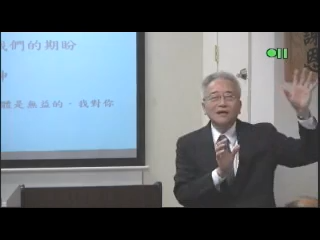 我們的期盼
神
體是無益的。我對你